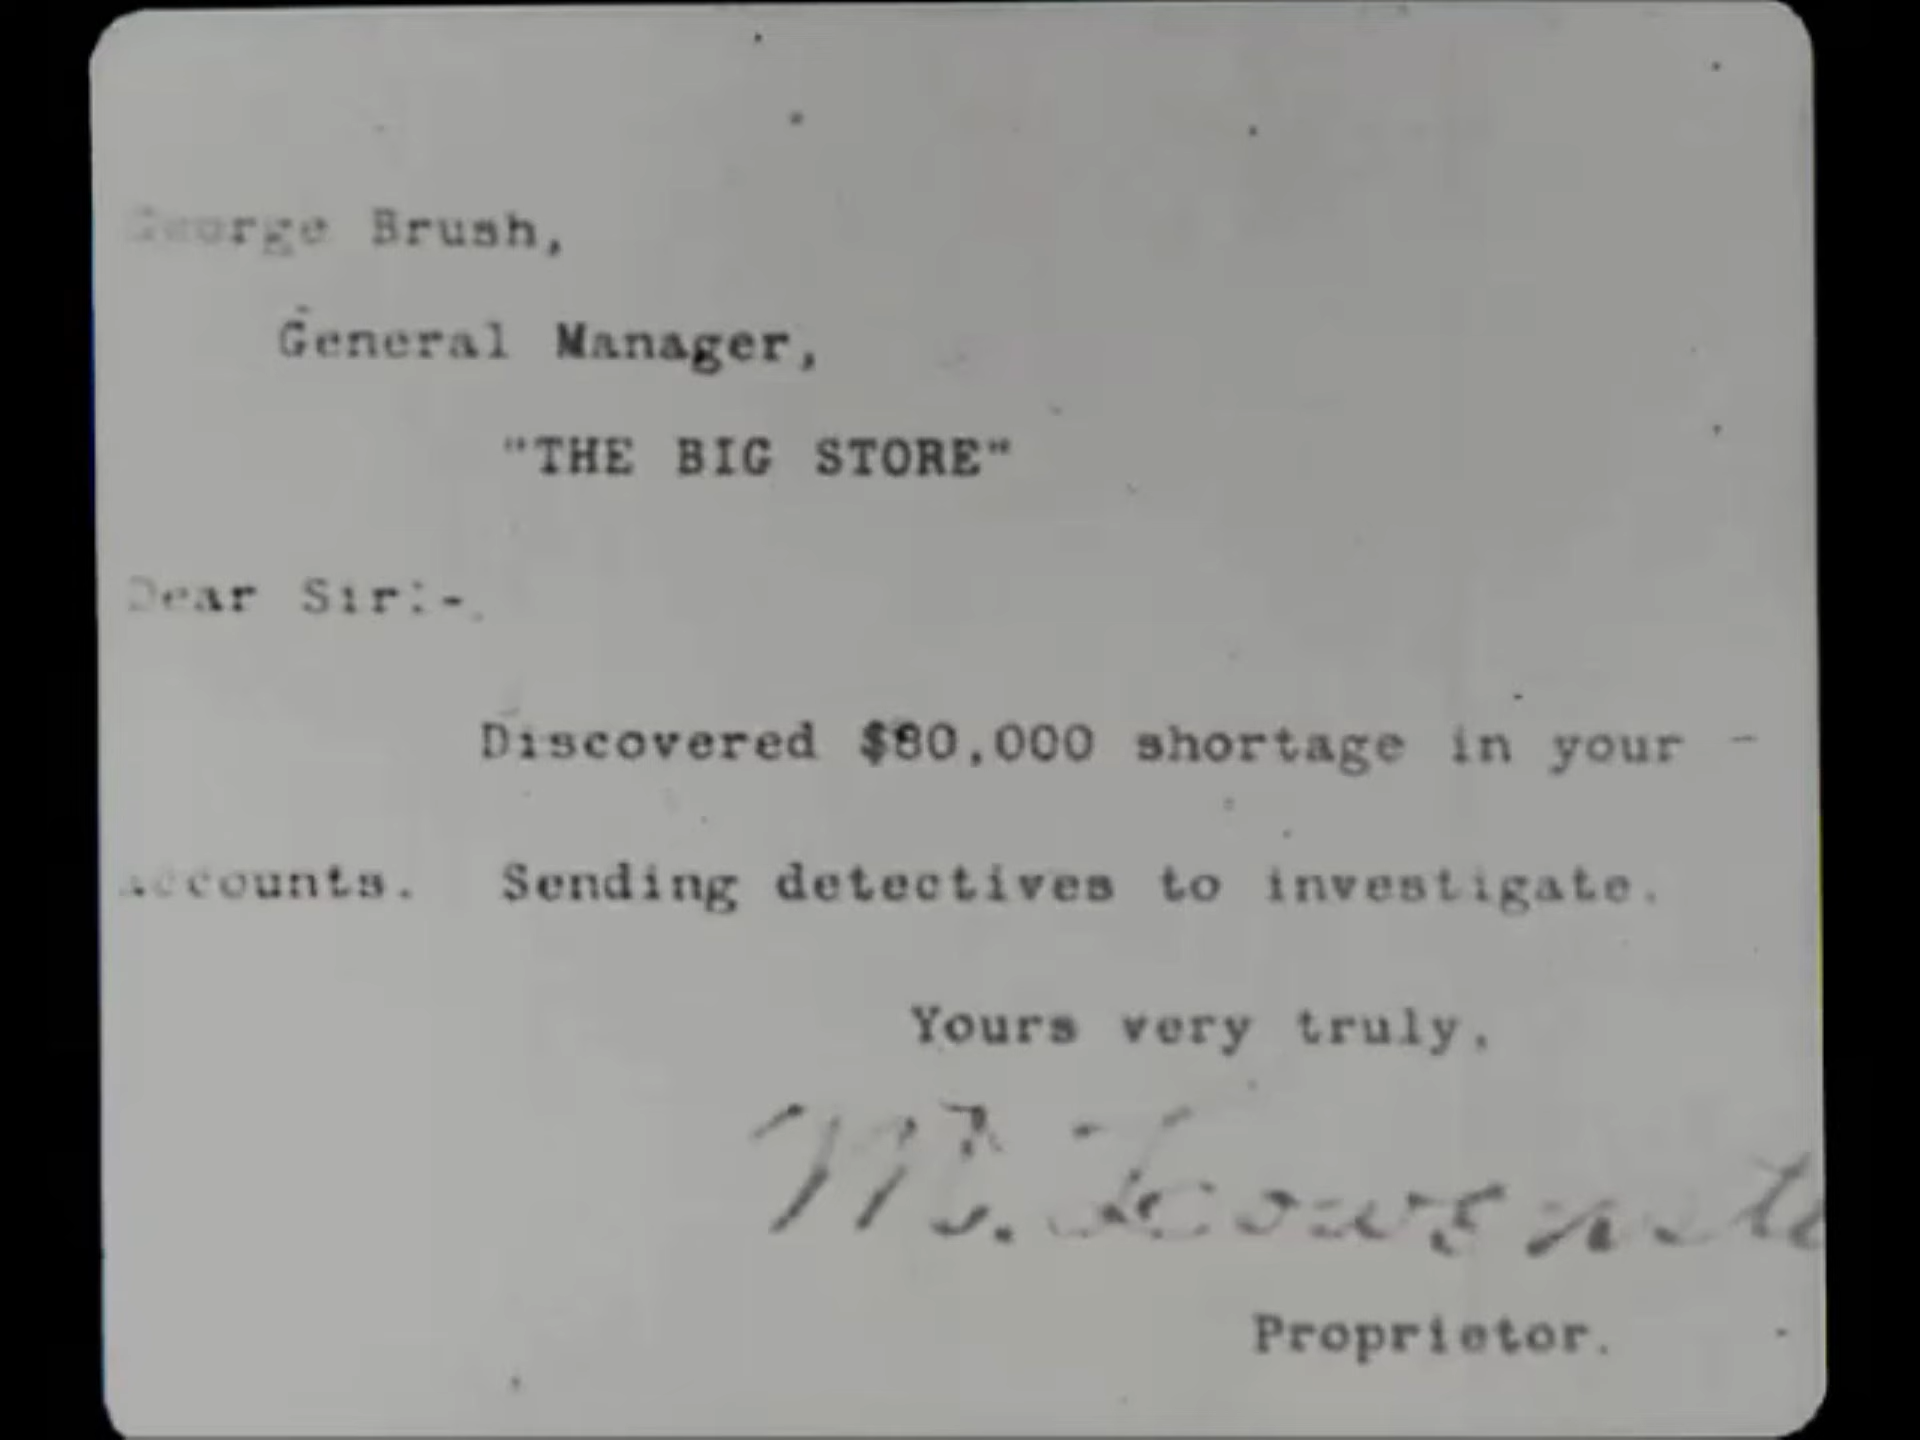 George Brush,
General Manager,
"THE BIG STORE"
Dear Sir:-
Discovered $80,000 shortage in your -
accounts. Sending detectives to investigate.
Yours very truly,
M.
Proprietor.